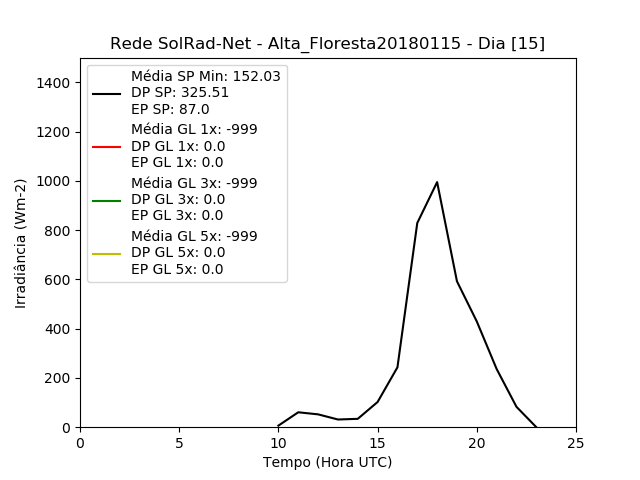 Rede SolRad-Net - Alta_Floresta20180115 - Dia [15]
Média SP Min: 152.03
DP SP: 325.51
EP SP: 87.0
Média GL 1x: -999
DP GL 1x: 0.0
EP GL 1x: 0.0
Média GL 3x: -999
DP GL 3x: 0.0
EP GL 3x: 0.0
Média GL 5x: -999
DP GL 5x: 0.0
EP GL 5x: 0.0
Irradiância (Wm-2)
1400
1200
1000
800
600
400
200
0
0 5 10 15 20 25
Tempo (Hora UTC)